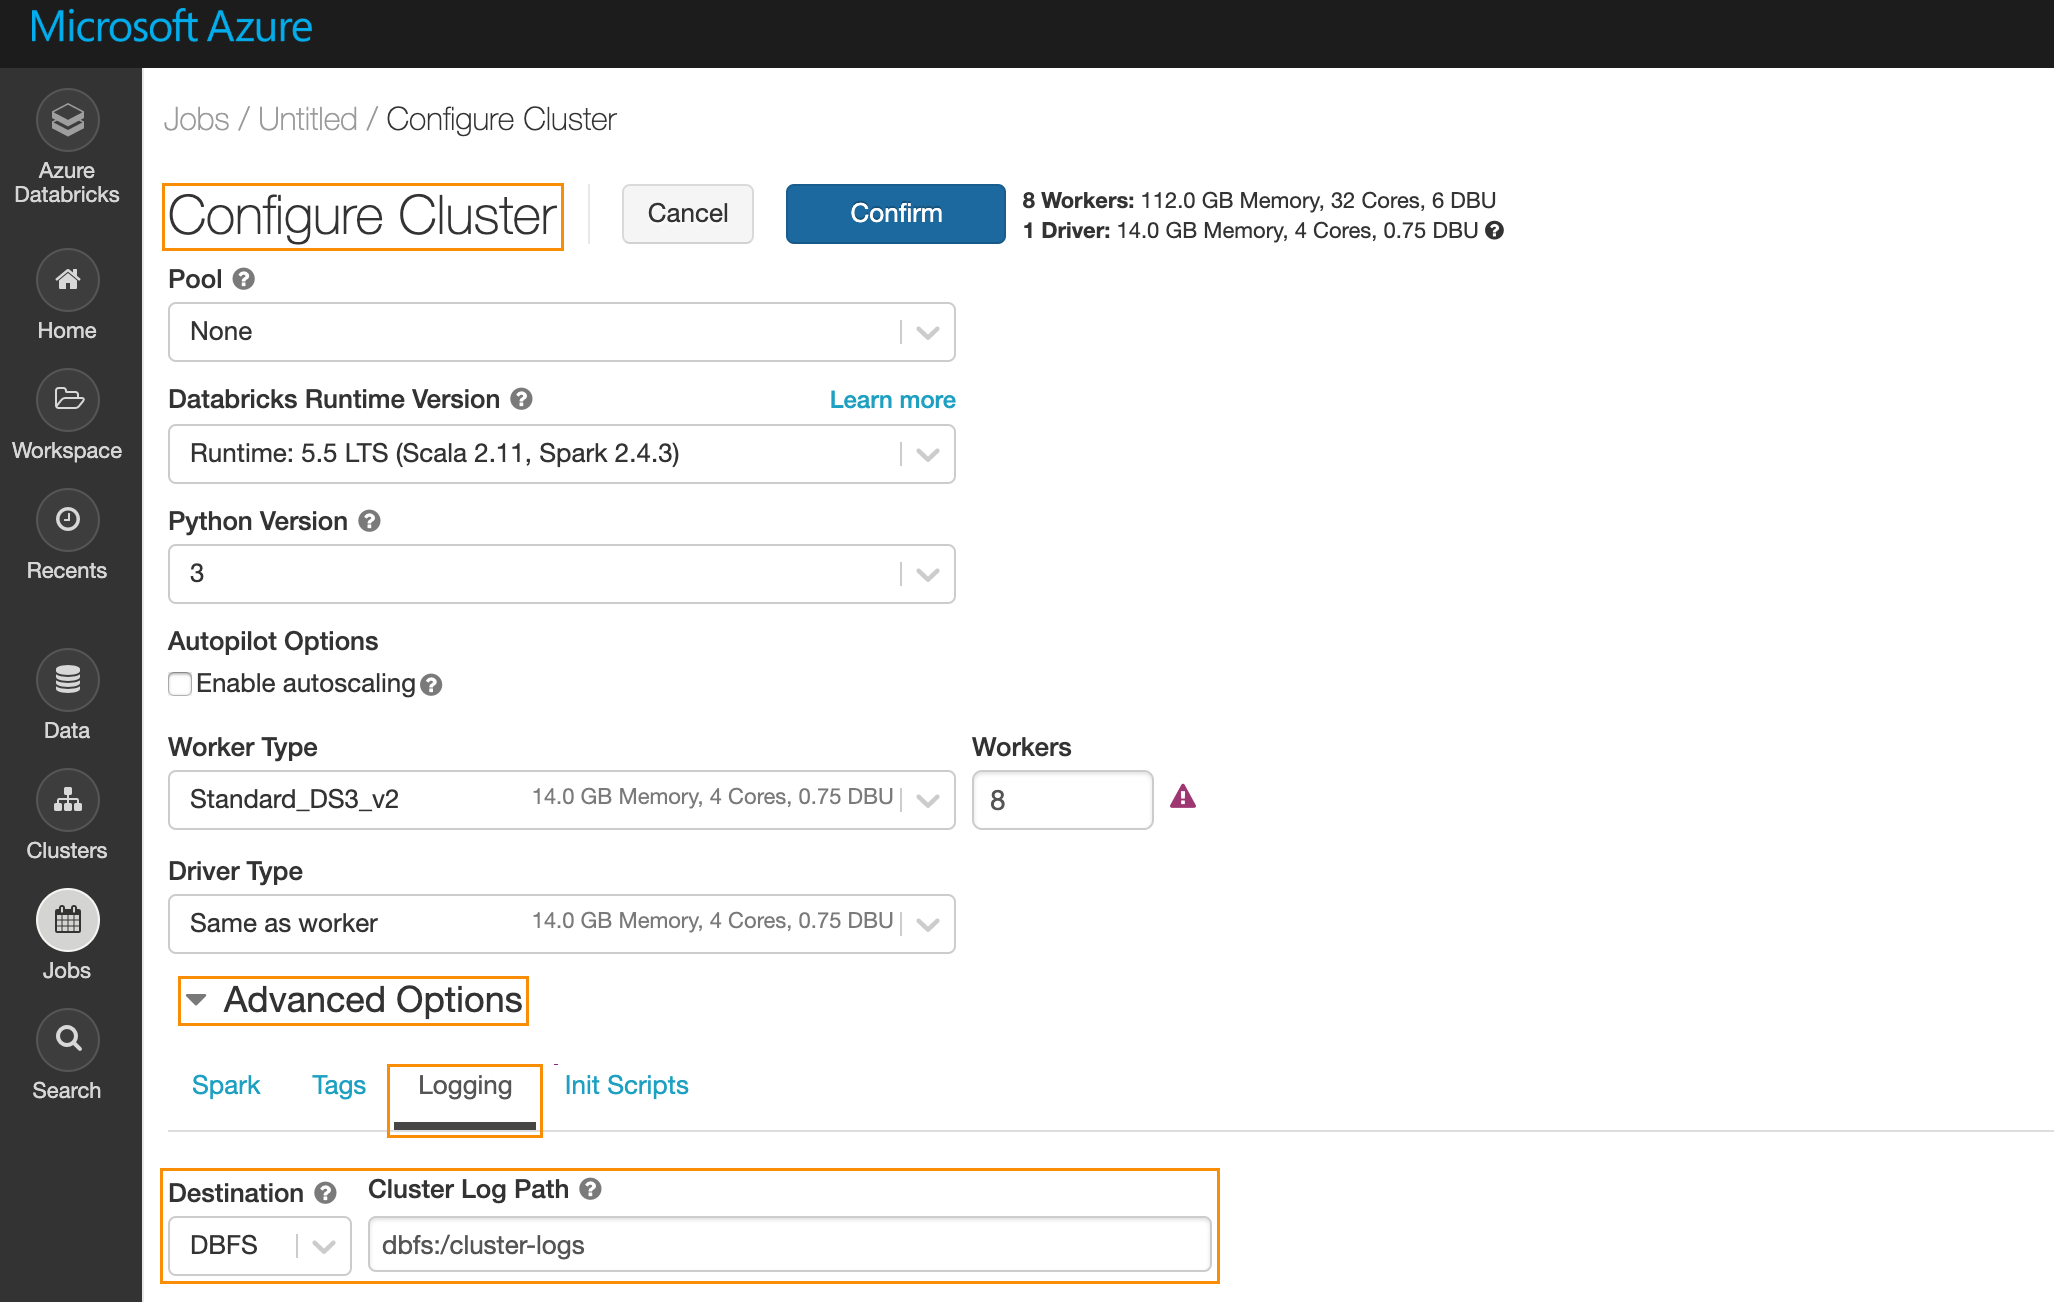 Microsoft Azure
Azure
Databricks
Home
Workspace
Recents
Data
Clusters
Jobs
Search
Jobs / Untitled / Configure Cluster
Configure Cluster
Cancel
Confirm
8 Workers: 112.0 GB Memory, 32 Cores, 6 DBU
1 Driver: 14.0 GB Memory, 4 Cores, 0.75 DBU
Pool
None
Databricks Runtime Version
Learn more
Runtime: 5.5 LTS (Scala 2.11, Spark 2.4.3)
Python Version
3
Autopilot Options
Enable autoscaling
Worker Type
Workers
Standard_DS3_v2
14.0 GB Memory, 4 Cores, 0.75 DBU
8
Driver Type
Same as worker
14.0 GB Memory, 4 Cores, 0.75 DBU
Advanced Options
Spark
Tags
Logging
Init Scripts
Destination
Cluster Log Path
DBFS
dbfs:/cluster-logs